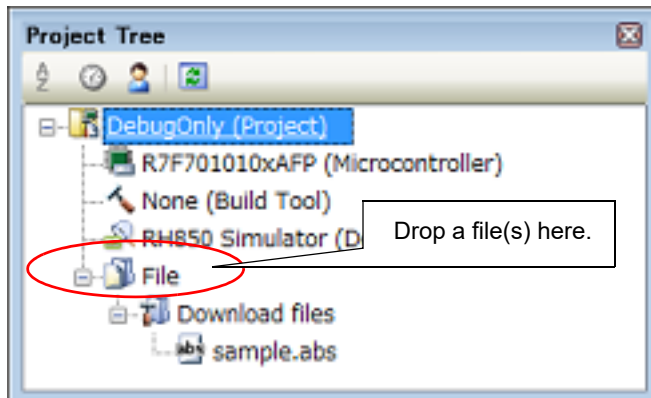 Project Tree
DebugOnly (Project)
R7F701010xAFP (Microcontroller)
None (Build Tool)
RH850 Simulator (D
Drop a file(s) here.
File
Download files
sample.abs